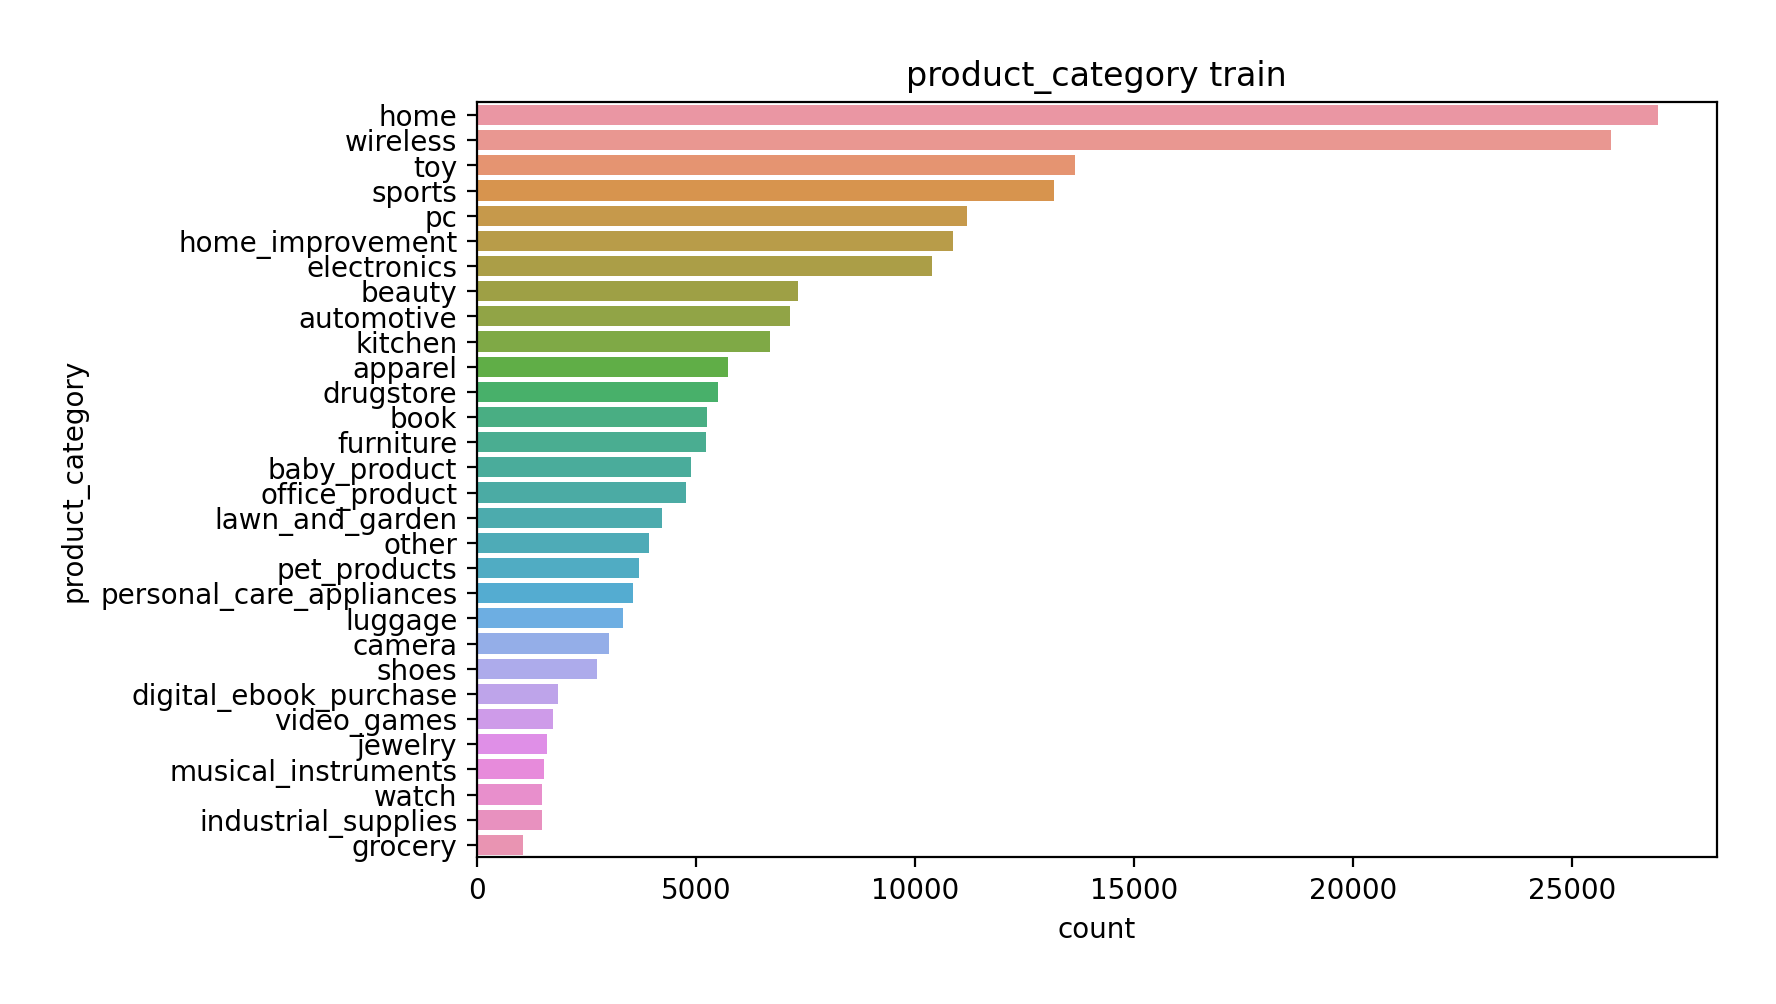 product_category train
product_category
home
wireless
toy
sports
pc
home_improvement
electronics
beauty
automotive
kitchen
apparel
drugstore
book
furniture
baby_product
office_product
lawn_and_garden
other
pet_products
personal_care_appliances
luggage
camera
shoes
digital_ebook_purchase
video_games
jewelry
musical_instruments
watch
industrial_supplies
grocery
0 5000 10000 15000 20000 25000
count